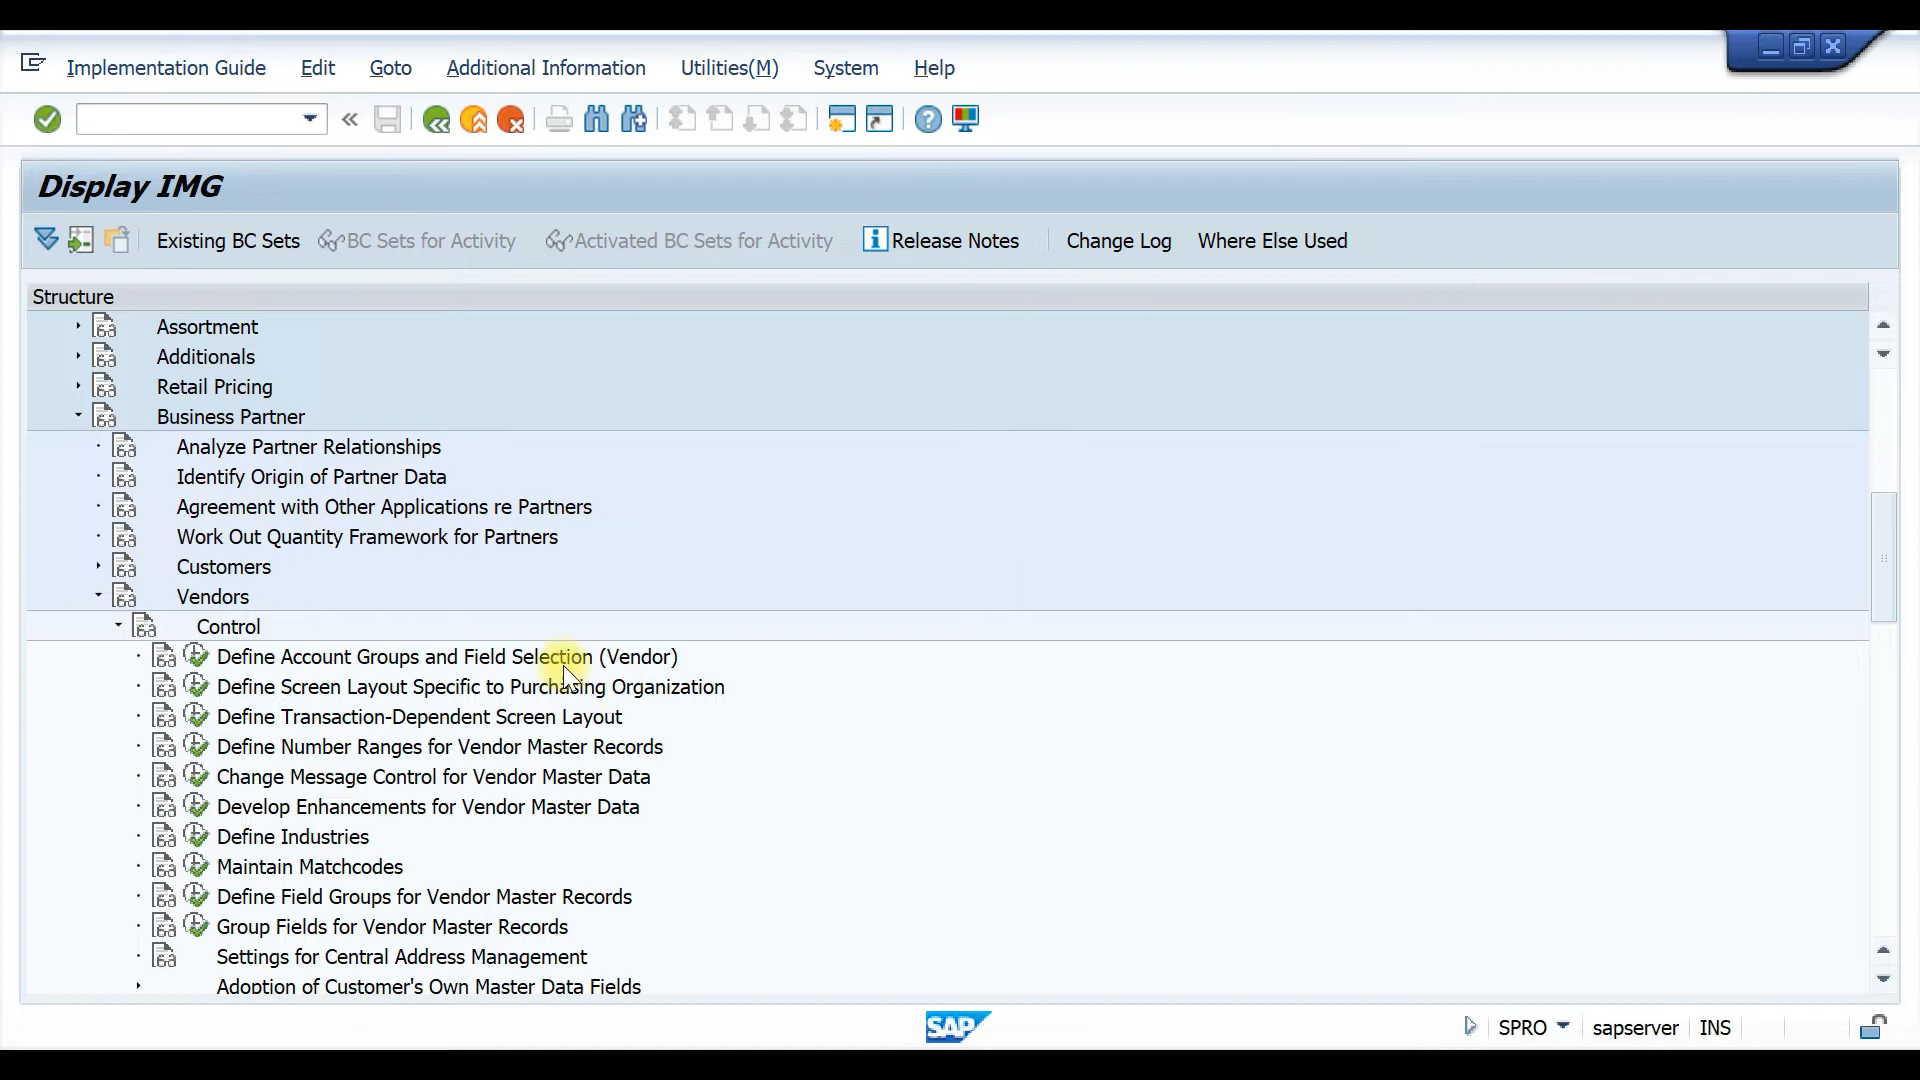 Implementation Guide Edit Goto Additional Information Utilities(M) System Help
Display IMG
Existing BC Sets BC Sets for Activity Activated BC Sets for Activity Release Notes Change Log Where Else Used
Structure
Assortment
Additionals
Retail Pricing
Business Partner
Analyze Partner Relationships
Identify Origin of Partner Data
Agreement with Other Applications re Partners
Work Out Quantity Framework for Partners
Customers
Vendors
Control
Define Account Groups and Field Selection (Vendor)
Define Screen Layout Specific to Purchasing Organization
Define Transaction-Dependent Screen Layout
Define Number Ranges for Vendor Master Records
Change Message Control for Vendor Master Data
Develop Enhancements for Vendor Master Data
Define Industries
Maintain Matchcodes
Define Field Groups for Vendor Master Records
Group Fields for Vendor Master Records
Settings for Central Address Management
Adoption of Customer's Own Master Data Fields
SAP SPRO sapserver INS